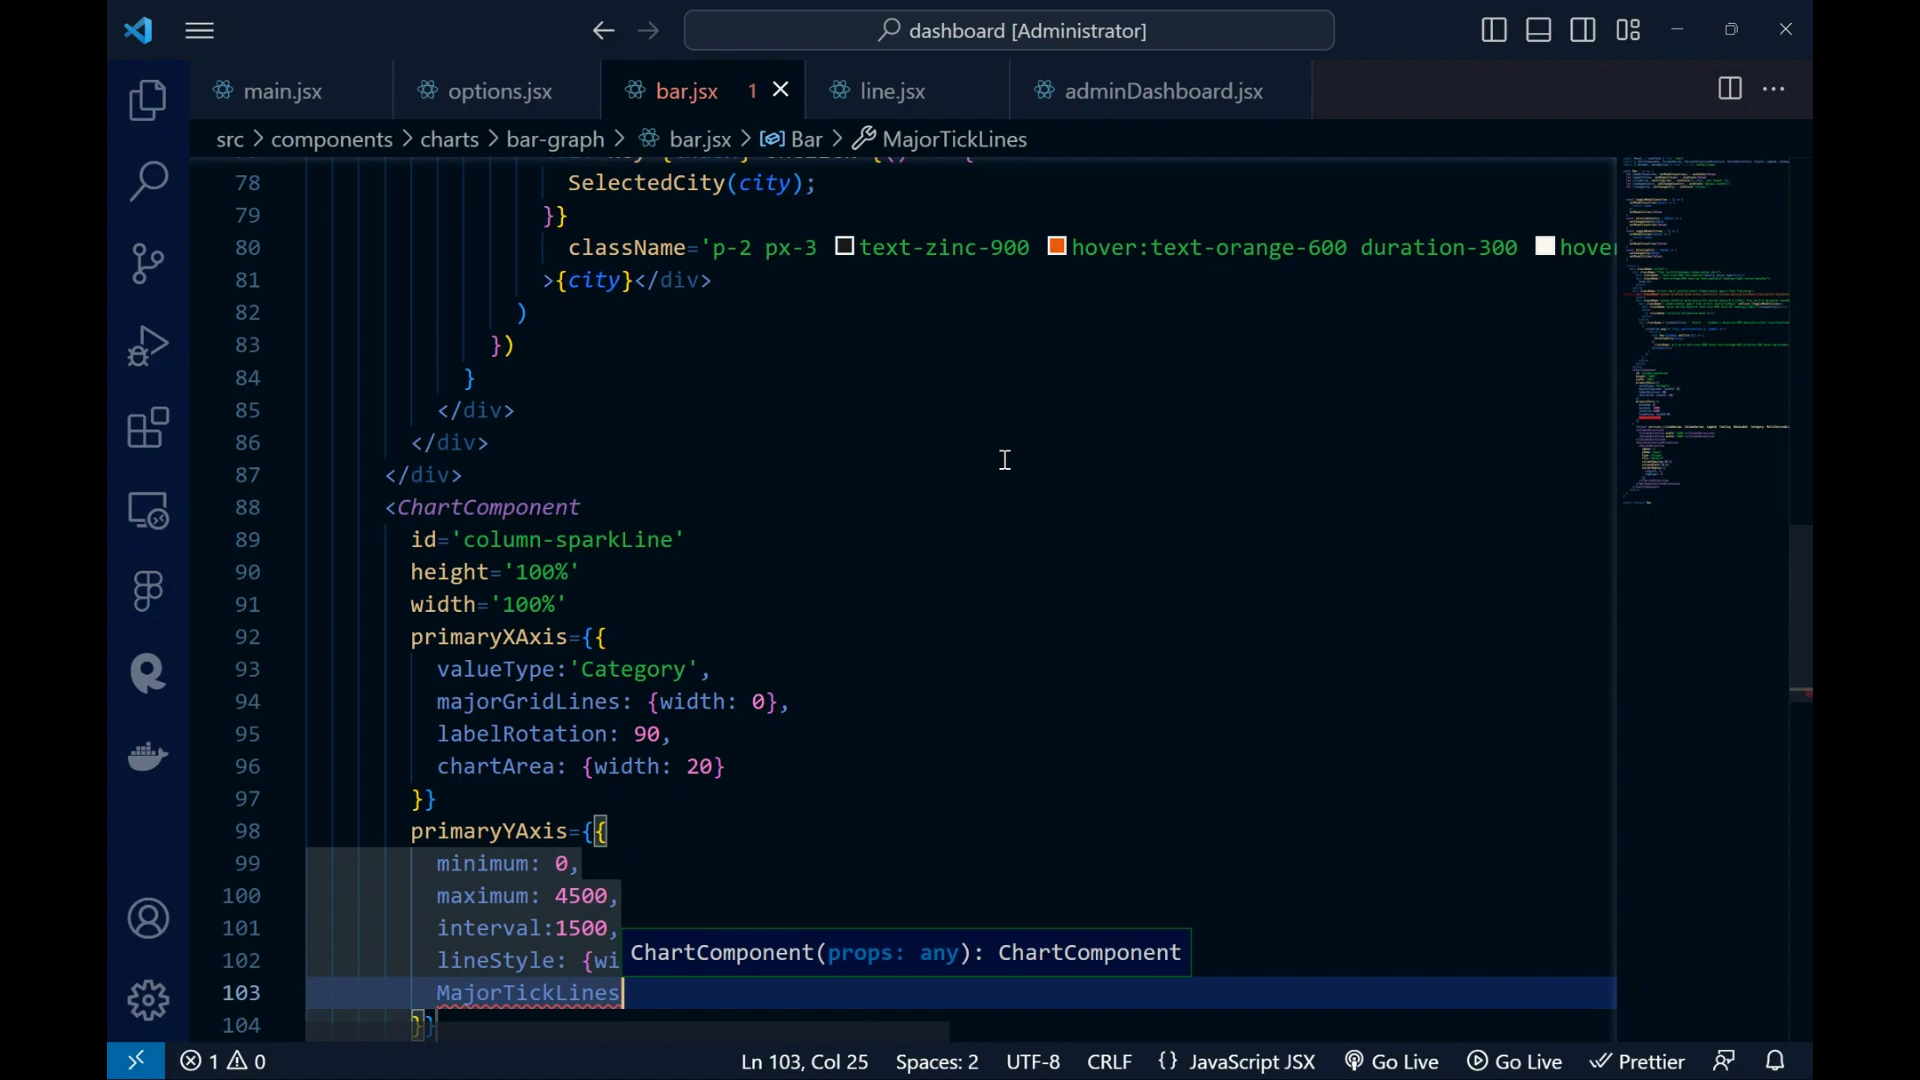 dashboard [Administrator]
main.jsx
options.jsx
bar.jsx 1
line.jsx
adminDashboard.jsx
src > components > charts > bar-graph > bar.jsx > Bar > MajorTickLines
78 SelectedCity(city);
79 }}
80 className='p-2 px-3 text-zinc-900 hover:text-orange-600 duration-300 hover
81 >{city}</div>
82 )
83 })
84 }
85 </div>
86 </div>
87 </div>
88 <ChartComponent
89 id='column-sparkLine'
90 height='100%'
91 width='100%'
92 primaryXAxis={{
93 valueType:'Category',
94 majorGridLines: {width: 0},
95 labelRotation: 90,
96 chartArea: {width: 20}
97 }}
98 primaryYAxis={{
99 minimum: 0,
100 maximum: 4500,
101 interval:1500,
102 lineStyle: {wi
ChartComponent(props: any): ChartComponent
103 MajorTickLines
104 }}
1 0 Ln 103, Col 25 Spaces: 2 UTF-8 CRLF {} JavaScript JSX Go Live Go Live Prettier